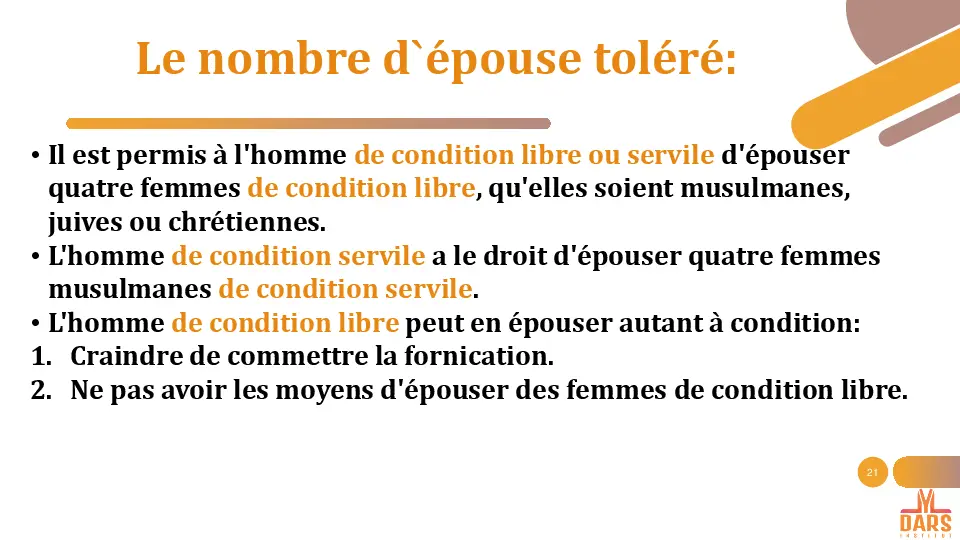 Le nombre d`épouse toléré:
• Il est permis à l'homme de condition libre ou servile d'épouser
quatre femmes de condition libre, qu'elles soient musulmanes,
juives ou chrétiennes.
• L'homme de condition servile a le droit d'épouser quatre femmes
musulmanes de condition servile.
• L'homme de condition libre peut en épouser autant à condition:
1. Craindre de commettre la fornication.
2. Ne pas avoir les moyens d'épouser des femmes de condition libre.
21
DARS